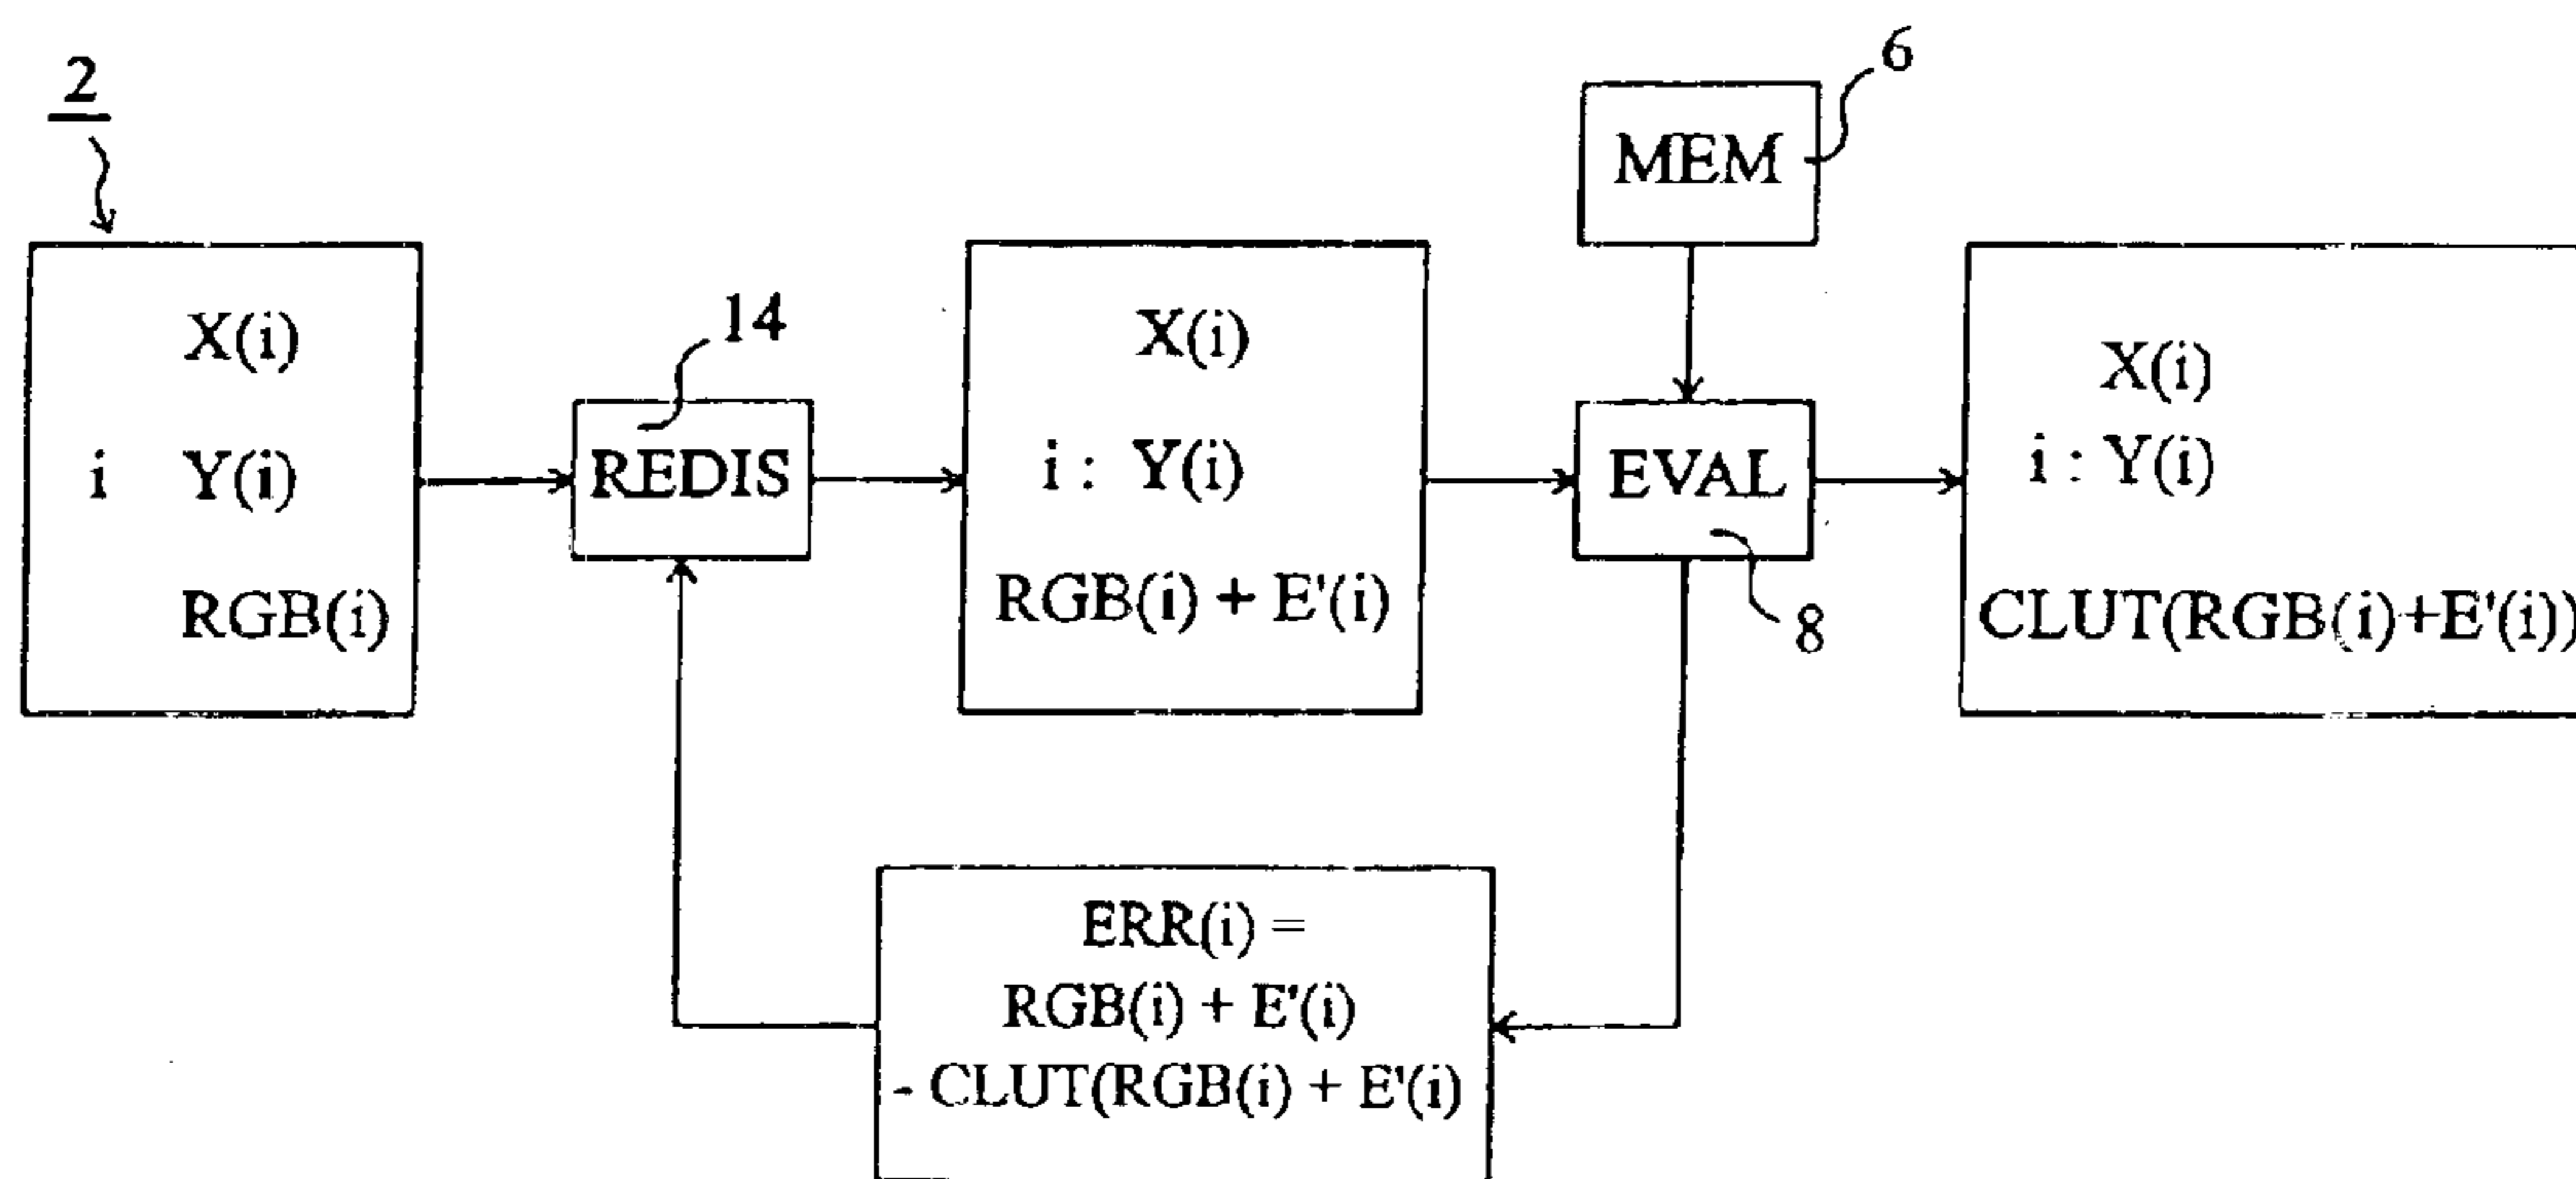 2
X(i)
i Y(i)
RGB(i)
14
REDIS
X(i)
i : Y(i)
RGB(i) + E'(i)
6
MEM
EVAL
8
X(i)
i : Y(i)
CLUT(RGB(i)+E'(i))
ERR(i) =
RGB(i) + E'(i)
- CLUT(RGB(i) + E'(i)